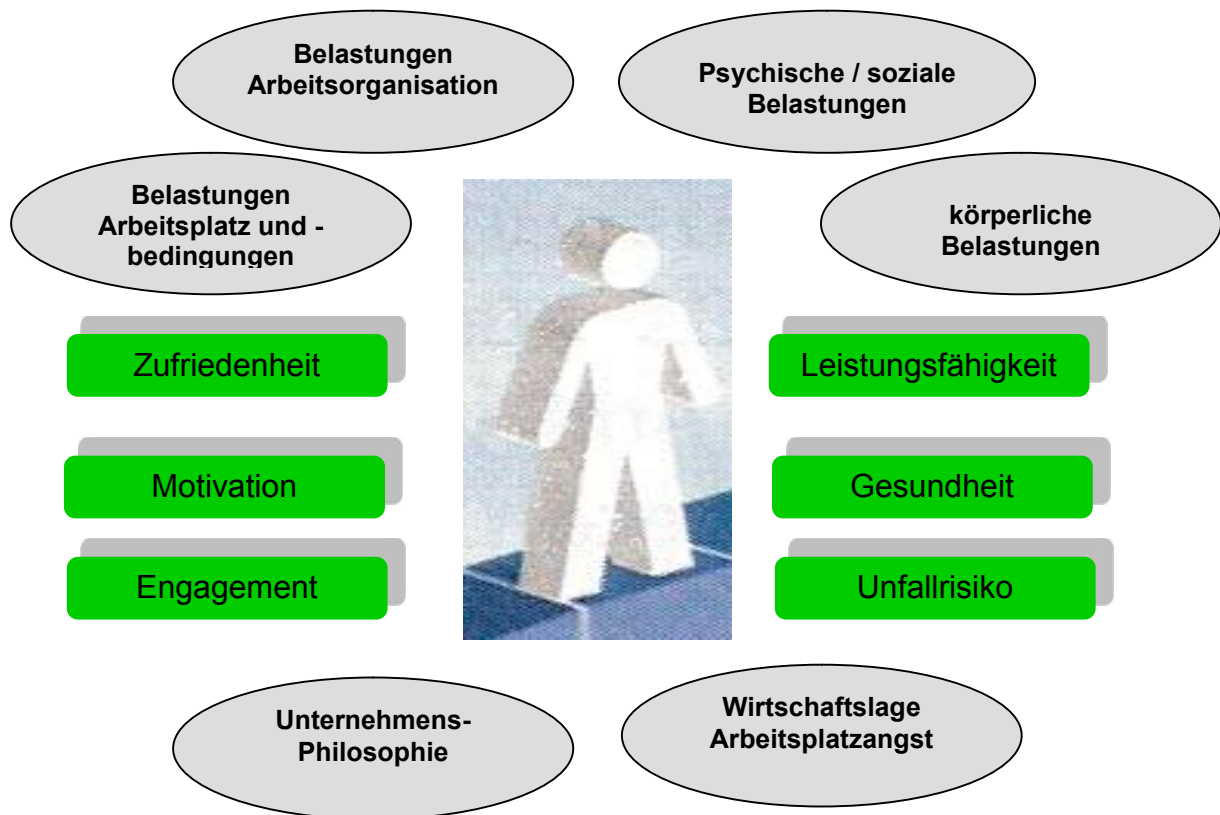 Belastungen
Arbeitsorganisation
Psychische / soziale
Belastungen
Belastungen
Arbeitsplatz und -
bedingungen
körperliche
Belastungen
Zufriedenheit
Leistungsfähigkeit
Motivation
Gesundheit
Engagement
Unfallrisiko
Unternehmens-
Philosophie
Wirtschaftslage
Arbeitsplatzangst